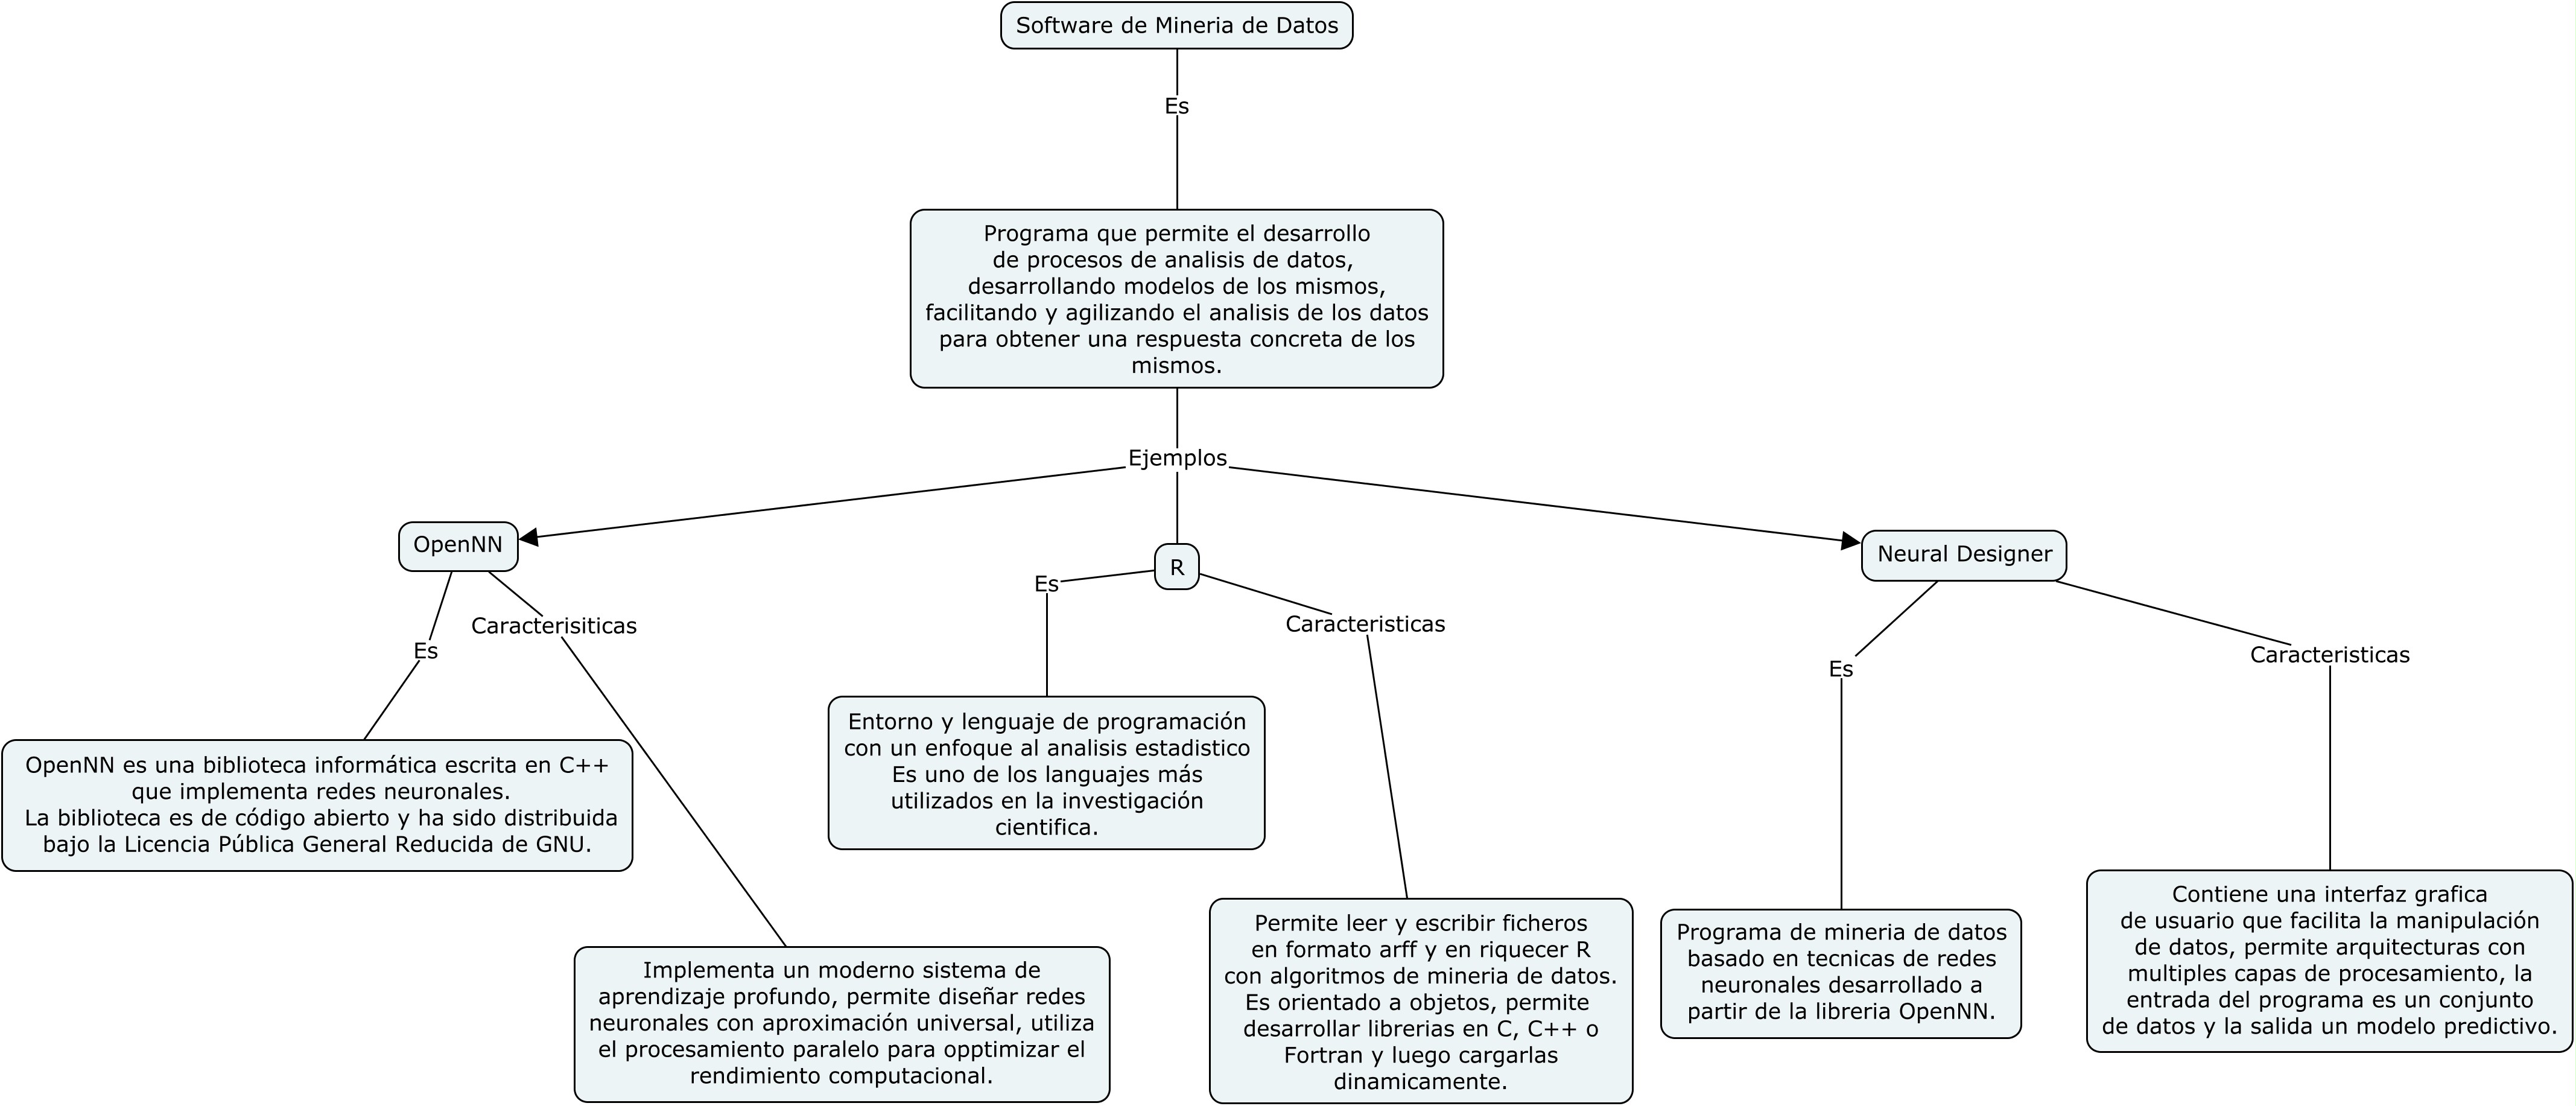 Software de Mineria de Datos
Es
Programa que permite el desarrollo
de procesos de analisis de datos,
desarrollando modelos de los mismos,
facilitando y agilizando el analisis de los datos
para obtener una respuesta concreta de los
mismos.
Ejemplos
OpenNN
R
Neural Designer
Es
Caracterisiticas
Es
Caracteristicas
Es
Caracteristicas
OpenNN es una biblioteca informática escrita en C++
que implementa redes neuronales.
La biblioteca es de código abierto y ha sido distribuida
bajo la Licencia Pública General Reducida de GNU.
Implementa un moderno sistema de
aprendizaje profundo, permite diseñar redes
neuronales con aproximación universal, utiliza
el procesamiento paralelo para opptimizar el
rendimiento computacional.
Entorno y lenguaje de programación
con un enfoque al analisis estadistico
Es uno de los languajes más
utilizados en la investigación
cientifica.
Permite leer y escribir ficheros
en formato arff y en riquecer R
con algoritmos de mineria de datos.
Es orientado a objetos, permite
desarrollar librerias en C, C++ o
Fortran y luego cargarlas
dinamicamente.
Programa de mineria de datos
basado en tecnicas de redes
neuronales desarrollado a
partir de la libreria OpenNN.
Contiene una interfaz grafica
de usuario que facilita la manipulación
de datos, permite arquitecturas con
multiples capas de procesamiento, la
entrada del programa es un conjunto
de datos y la salida un modelo predictivo.